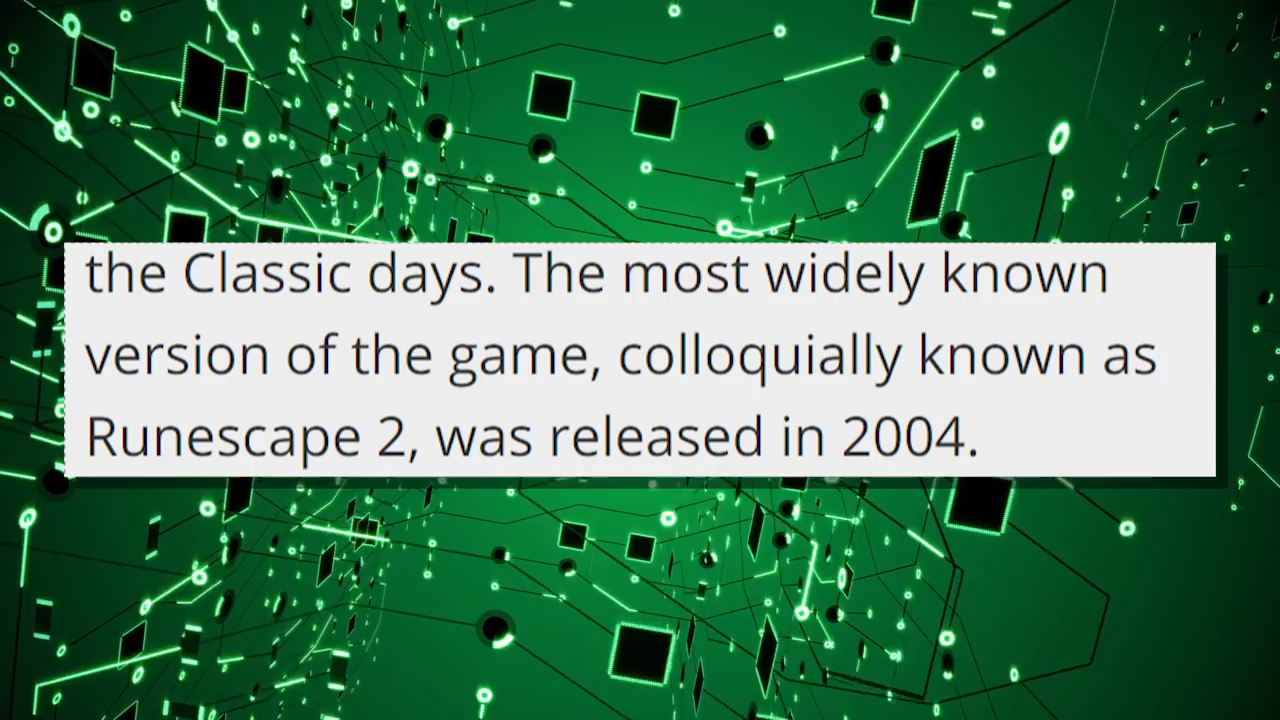 the Classic days. The most widely known
version of the game, colloquially known as
Runescape 2, was released in 2004.